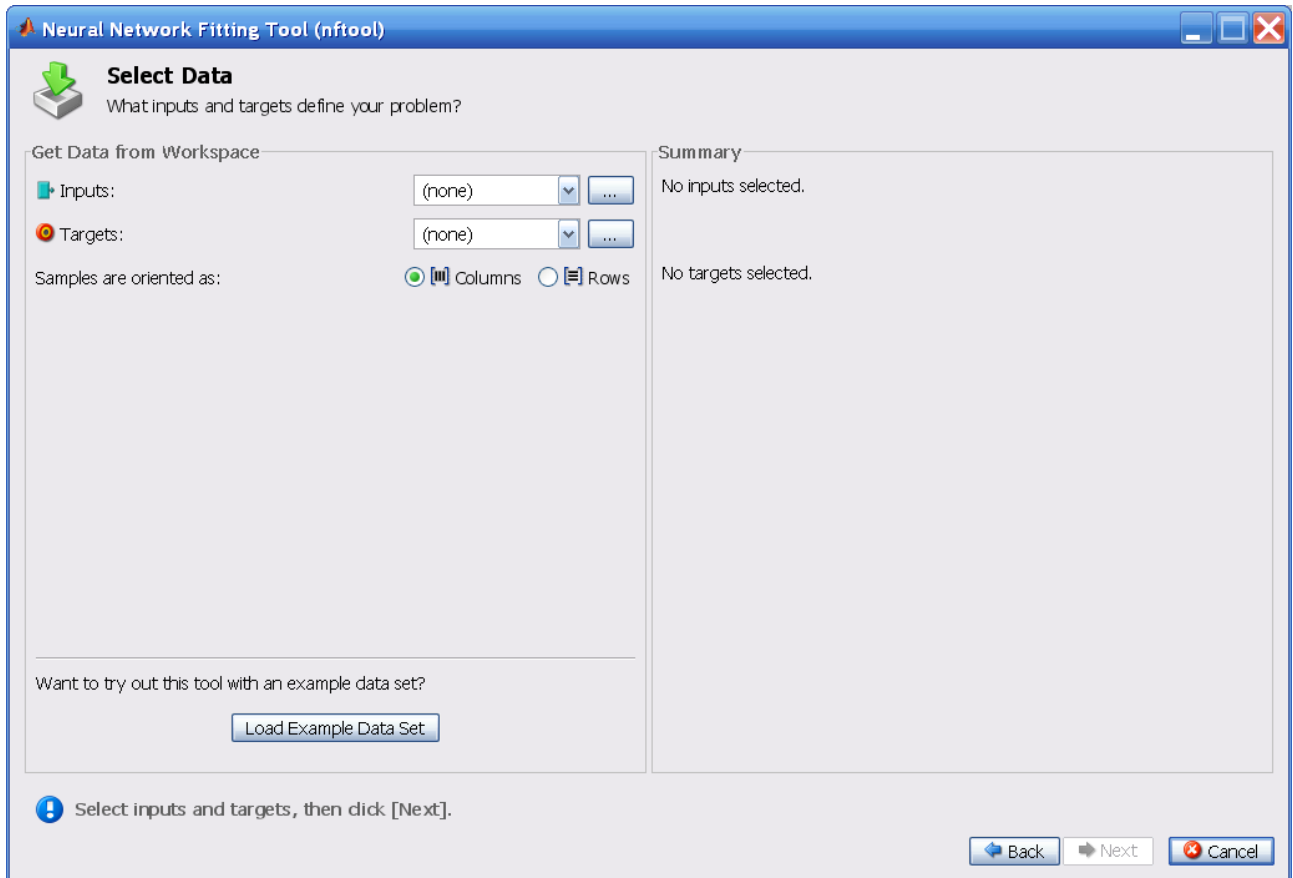 Neural Network Fitting Tool (nftool)
Select Data
What inputs and targets define your problem?
Get Data from Workspace
Inputs: (none) ...
Targets: (none) ...
Samples are oriented as: Columns Rows
Want to try out this tool with an example data set?
Load Example Data Set
Summary
No inputs selected.
No targets selected.
Select inputs and targets, then click [Next].
Back Next Cancel